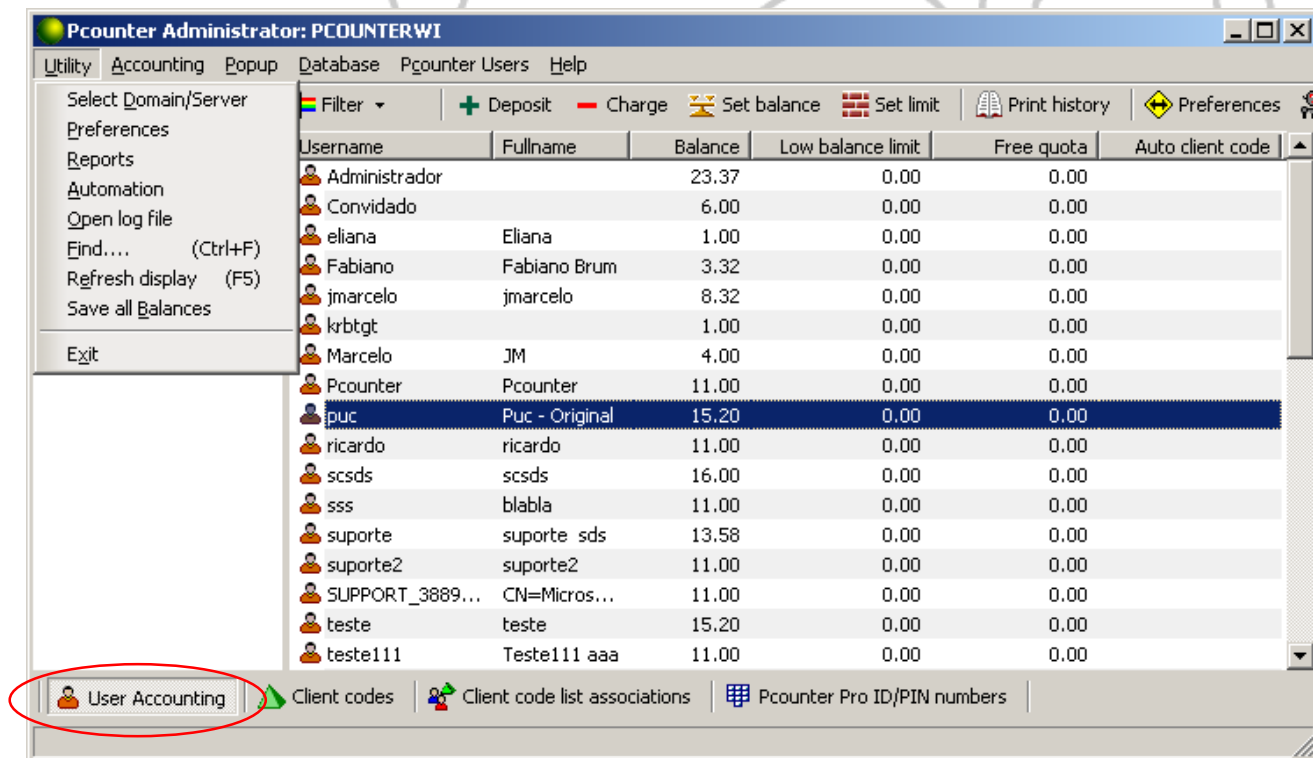 Pcounter Administrator: PCOUNTERWI
Utility Accounting Popup Database Pcounter Users Help
Select Domain/Server
Preferences
Reports
Automation
Open log file
Find.... (Ctrl+F)
Refresh display (F5)
Save all Balances
Exit
Filter Deposit Charge Set balance Set limit Print history Preferences
Username Fullname Balance Low balance limit Free quota Auto client code
Administrador 23.37 0.00 0.00
Convidado 6.00 0.00 0.00
eliana Eliana 1.00 0.00 0.00
Fabiano Fabiano Brum 3.32 0.00 0.00
jmarcelo jmarcelo 8.32 0.00 0.00
krbtgt 1.00 0.00 0.00
Marcelo JM 4.00 0.00 0.00
Pcounter Pcounter 11.00 0.00 0.00
puc Puc - Original 15.20 0.00 0.00
ricardo ricardo 11.00 0.00 0.00
scsds scsds 16.00 0.00 0.00
sss blabla 11.00 0.00 0.00
suporte suporte sds 13.58 0.00 0.00
suporte2 suporte2 11.00 0.00 0.00
SUPPORT_3889... CN=Micros... 11.00 0.00 0.00
teste teste 15.20 0.00 0.00
teste111 Teste111 aaa 11.00 0.00 0.00
User Accounting Client codes Client code list associations Pcounter Pro ID/PIN numbers